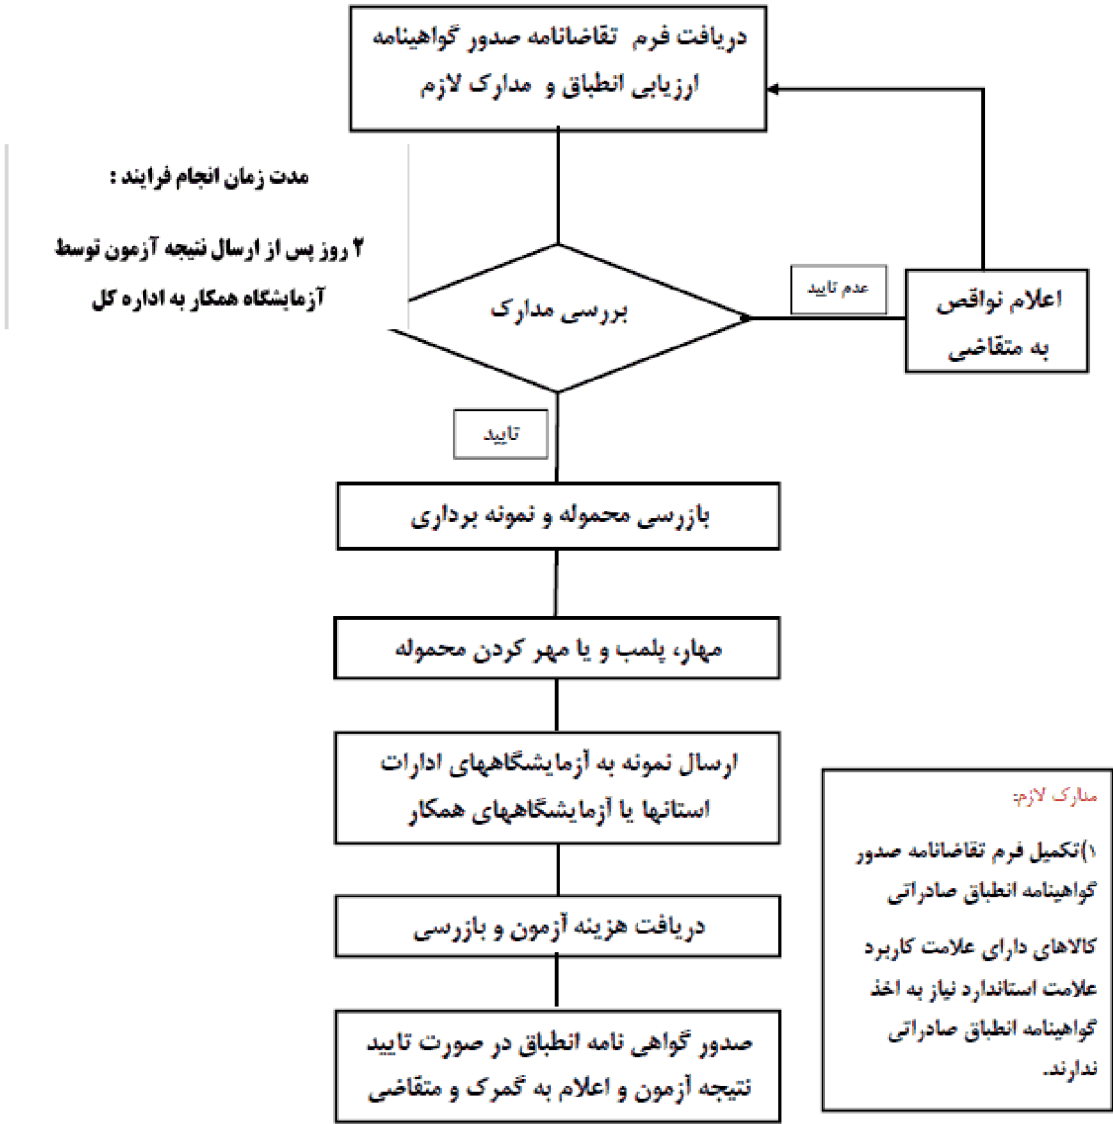 دریافت فرم تقاضانامه صدور گواهینامه
ارزیابی انطباق و مدارک لازم
مدت زمان انجام فرایند :
۲ روز پس از ارسال نتیجه آزمون توسط
آزمایشگاه همکار به اداره کل
بررسی مدارک
عدم تایید
اعلام نواقص
به متقاضی
تایید
بازرسی محموله و نمونه برداری
مهار، پلمب و یا مهر کردن محموله
ارسال نمونه به آزمایشگاههای ادارات
استانها یا آزمایشگاههای همکار
دریافت هزینه آزمون و بازرسی
صدور گواهی نامه انطباق در صورت تایید
نتیجه آزمون و اعلام به گمرک و متقاضی
مدارک لازم:
۱)تکمیل فرم تقاضانامه صدور
گواهینامه انطباق صادراتی
کالاهای دارای علامت کاربرد
علامت استاندارد نیاز به اخذ
گواهینامه انطباق صادراتی
ندارند.